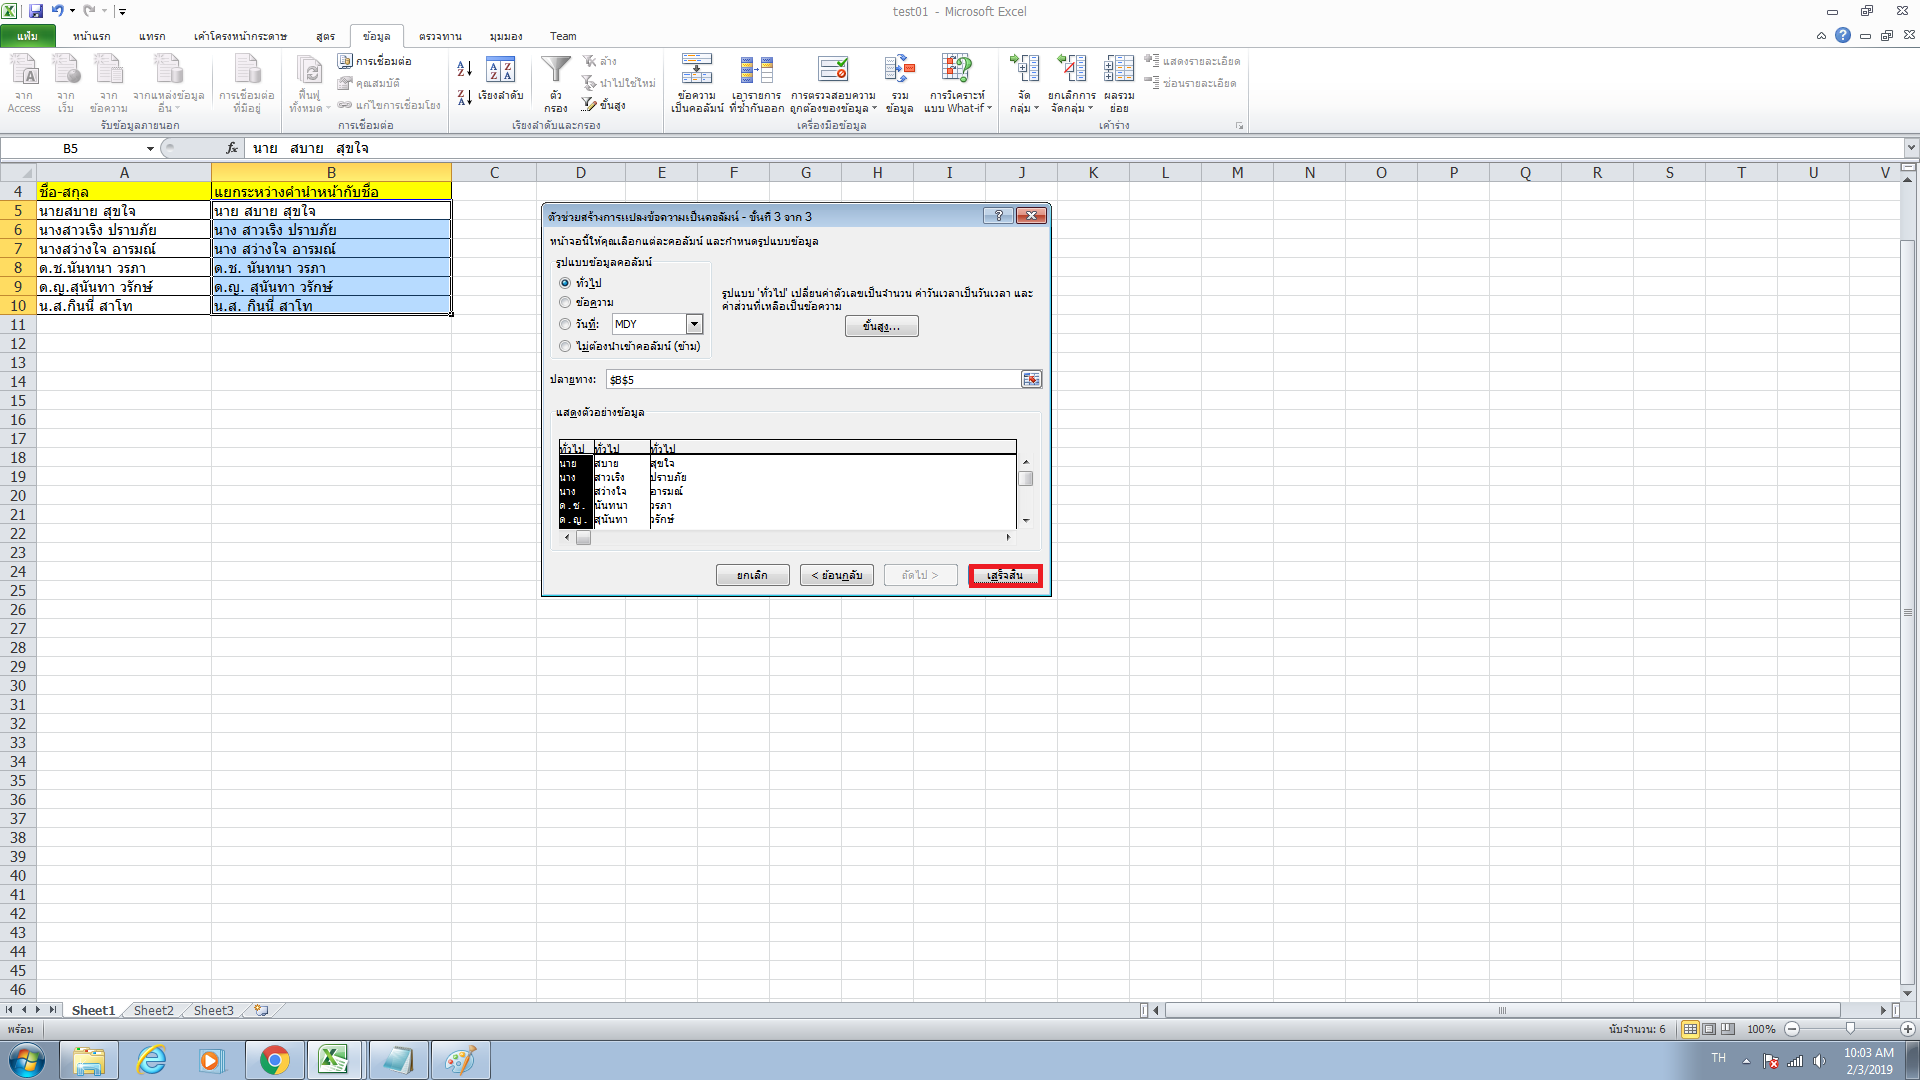 test01 - Microsoft Excel
แฟ้ม หน้าแรก แทรก เค้าโครงหน้ากระดาษ สูตร ข้อมูล ตรวจทาน มุมมอง Team
จาก Access จาก เว็บ จาก ข้อความ จากแหล่งข้อมูล อื่น การเชื่อมต่อ ที่มีอยู่
รับข้อมูลภายนอก
ฟื้นฟู ทั้งหมด การเชื่อมต่อ คุณสมบัติ แก้ไขการเชื่อมโยง
การเชื่อมต่อ
เรียงลำดับ ตัว กรอง ล้าง นำไปใช้ใหม่ ขั้นสูง
เรียงลำดับและกรอง
ข้อความ เป็นคอลัมน์ เอารายการ ที่ซ้ำกันออก การตรวจสอบความ ถูกต้องของข้อมูล รวม ข้อมูล การวิเคราะห์ แบบ What-if
เครื่องมือข้อมูล
จัด กลุ่ม ยกเลิกการ จัดกลุ่ม ผลรวม ย่อย แสดงรายละเอียด ซ่อนรายละเอียด
เค้าร่าง
B5 fx นาย สบาย สุขใจ
A B C D E F G H I J K L M N O P Q R S T U V
4 ชื่อ-สกุล แยกระหว่างคำนำหน้ากับชื่อ
5 นายสบาย สุขใจ นาย สบาย สุขใจ
6 นางสาวเริง ปราบภัย นาง สาวเริง ปราบภัย
7 นางสว่างใจ อารมณ์ นาง สว่างใจ อารมณ์
8 ด.ช.นันทนา วรภา ด.ช. นันทนา วรภา
9 ด.ญ.สุนันทา วรักษ์ ด.ญ. สุนันทา วรักษ์
10 น.ส.กินนี่ สาโท น.ส. กินนี่ สาโท
11
12
13
14
15
16
17
18
19
20
21
22
23
24
25
26
27
28
29
30
31
32
33
34
35
36
37
38
39
40
41
42
43
44
45
46
ตัวช่วยสร้างการแปลงข้อความเป็นคอลัมน์ - ขั้นที่ 3 จาก 3
หน้าจอนี้ให้คุณเลือกแต่ละคอลัมน์ และกำหนดรูปแบบข้อมูล
รูปแบบข้อมูลคอลัมน์
ทั่วไป
ข้อความ
วันที่: MDY
ไม่ต้องนำเข้าคอลัมน์ (ข้าม)
รูปแบบ 'ทั่วไป' เปลี่ยนค่าตัวเลขเป็นจำนวน ค่าวันเวลาเป็นวันเวลา และ
ค่าส่วนที่เหลือเป็นข้อความ
ขั้นสูง...
ปลายทาง: $B$5
แสดงตัวอย่างข้อมูล
ทั่วไป ทั่วไป ทั่วไป
นาย สบาย สุขใจ
นาง สาวเริง ปราบภัย
นาง สว่างใจ อารมณ์
ด.ช. นันทนา วรภา
ด.ญ. สุนันทา วรักษ์
ยกเลิก < ย้อนกลับ ถัดไป > เสร็จสิ้น
Sheet1 Sheet2 Sheet3
พร้อม นับจำนวน: 6 100%
TH 10:03 AM
2/3/2019